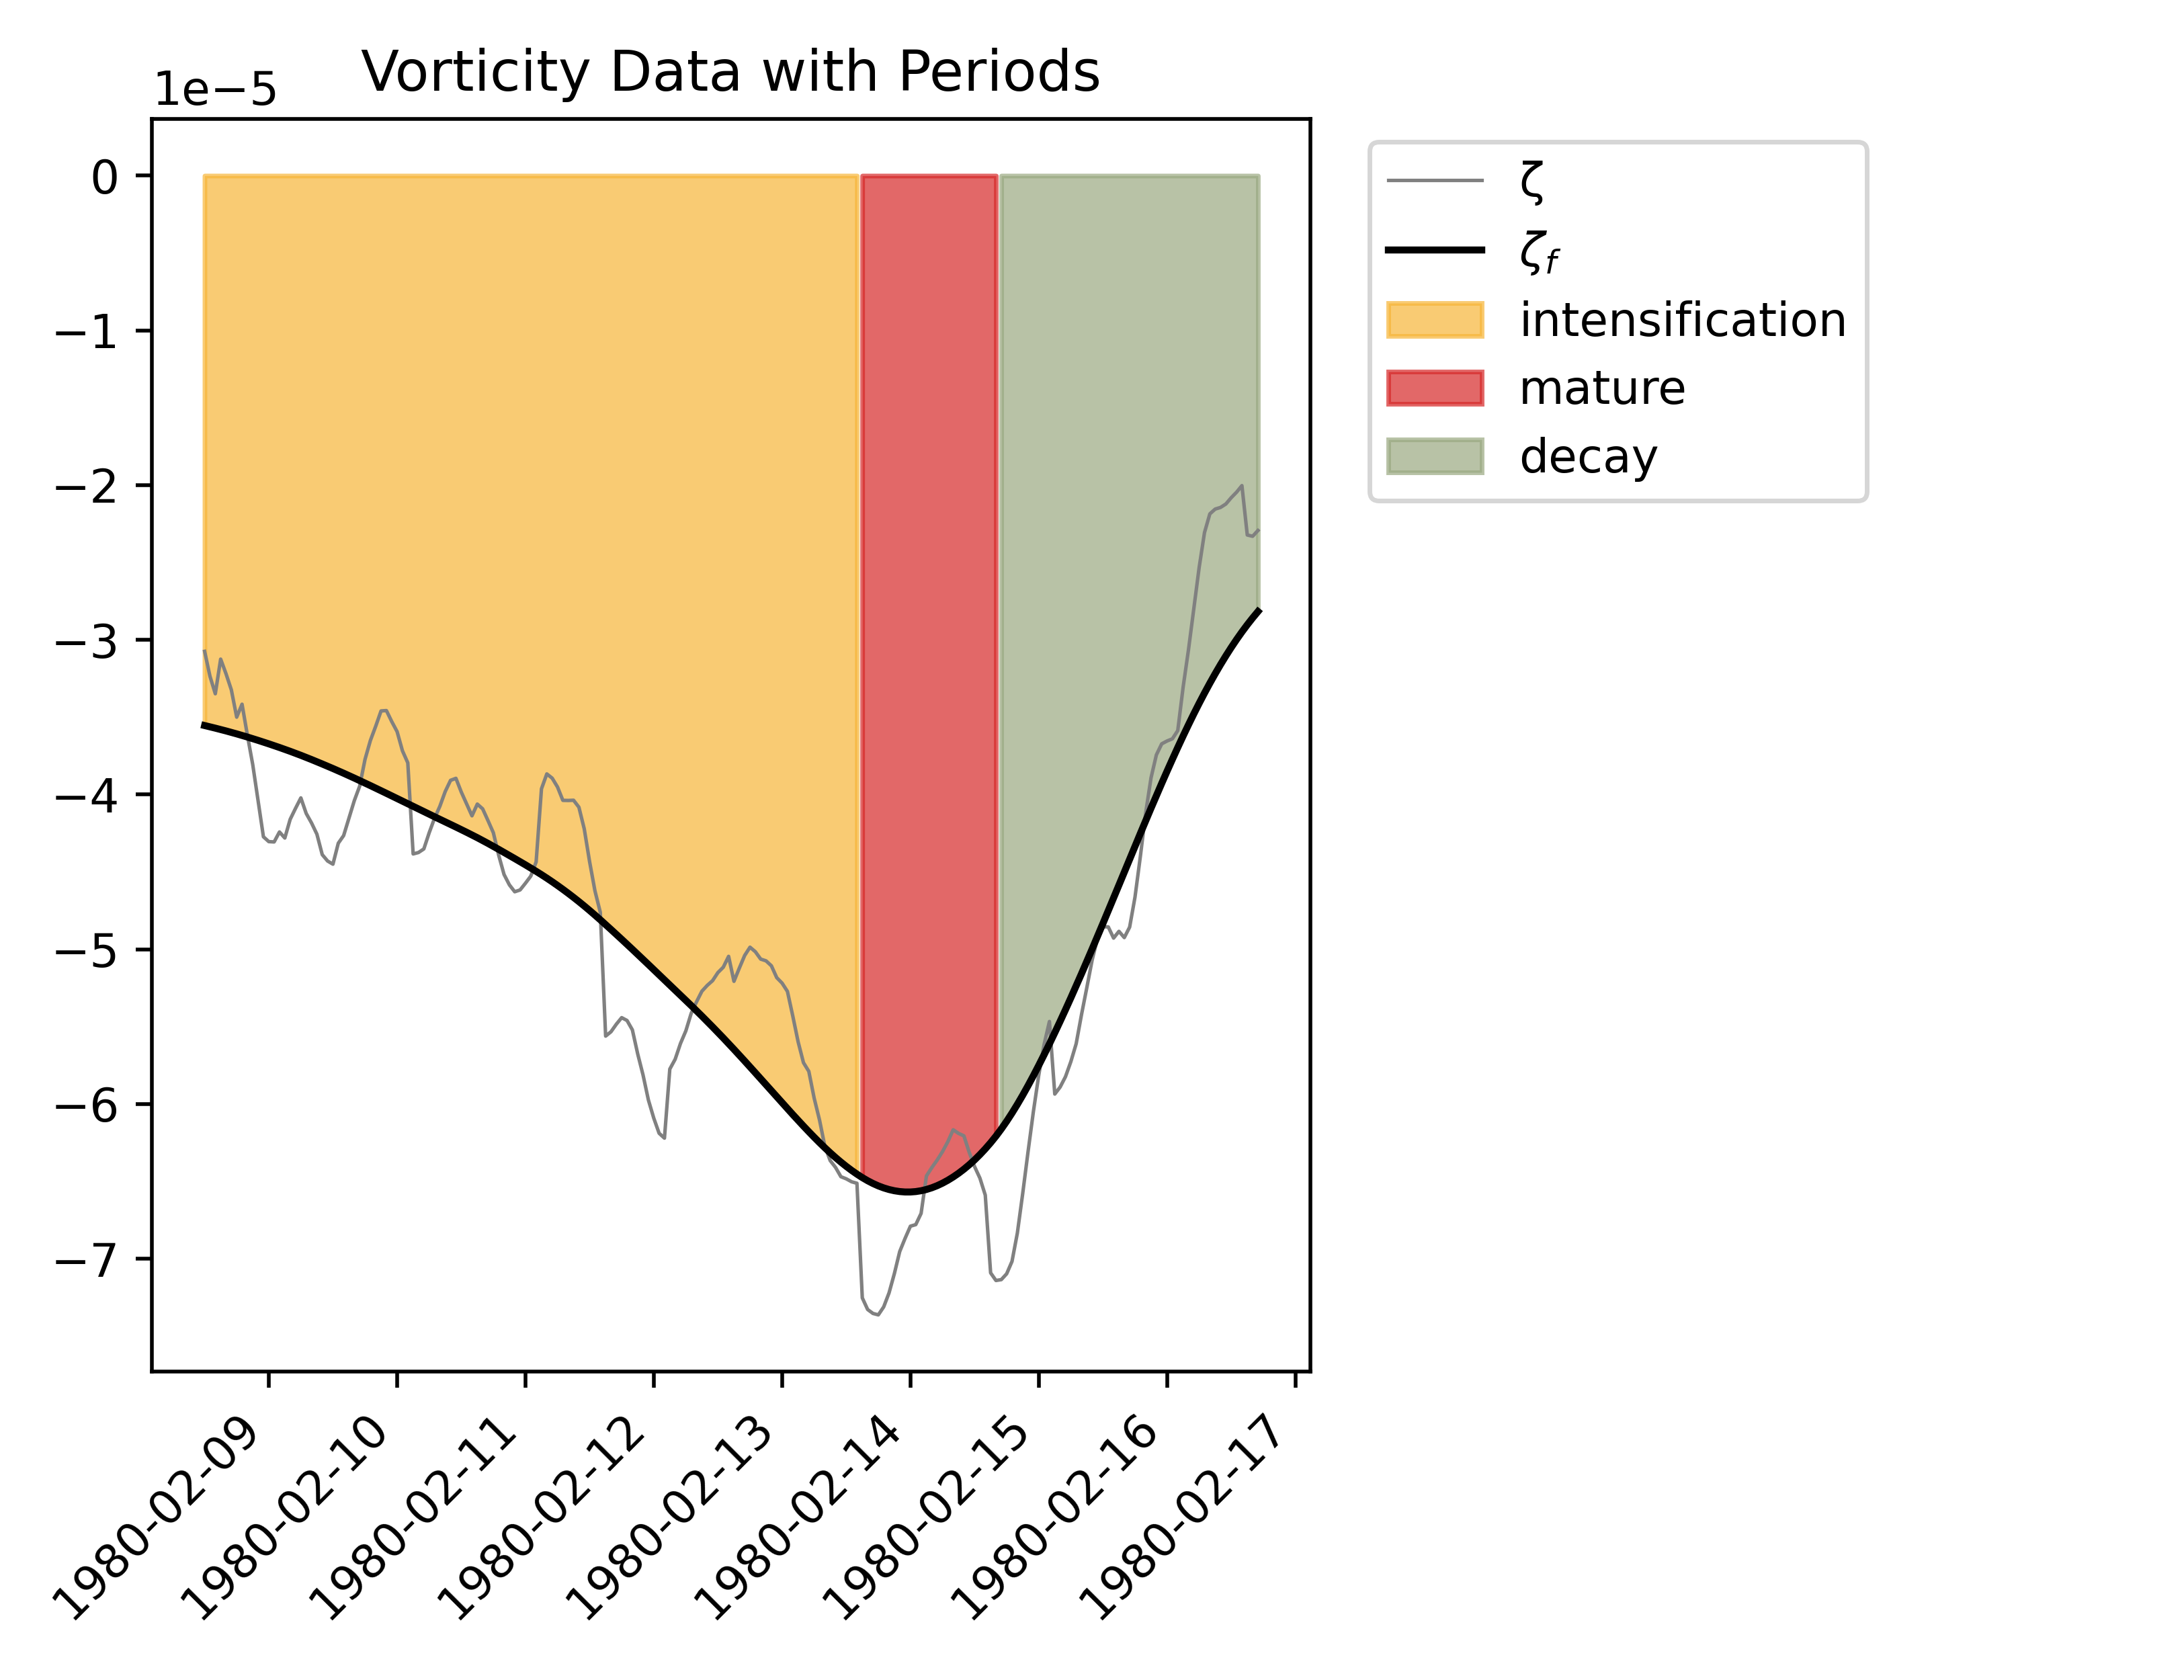 Vorticity Data with Periods
1e−5
0
−1
−2
−3
−4
−5
−6
−7
1980-02-09
1980-02-10
1980-02-11
1980-02-12
1980-02-13
1980-02-14
1980-02-15
1980-02-16
1980-02-17
ζ
ζf
intensification
mature
decay